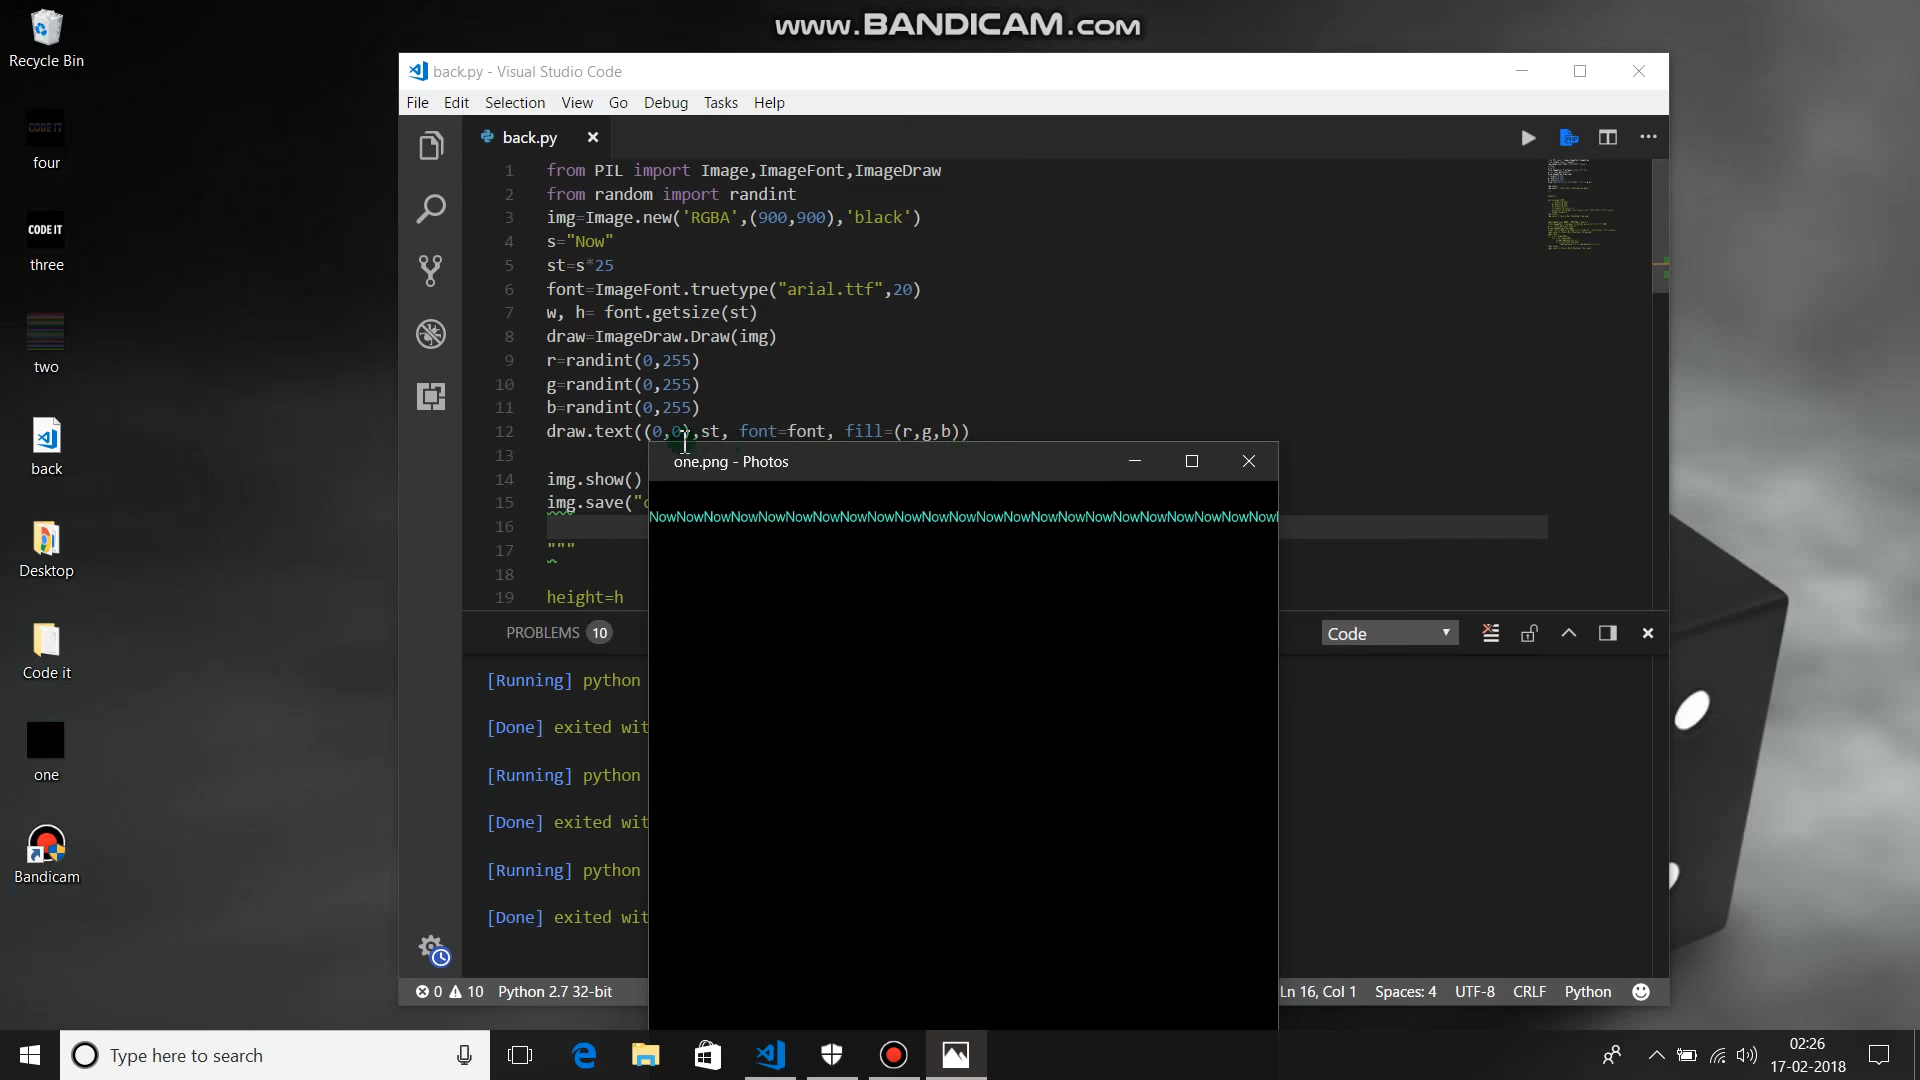 www.BANDICAM.com
Recycle Bin
CODE IT
four
CODE IT
three
two
back
Desktop
Code it
one
Bandicam
back.py - Visual Studio Code
File Edit Selection View Go Debug Tasks Help
back.py
1 from PIL import Image,ImageFont,ImageDraw
2 from random import randint
3 img=Image.new('RGBA',(900,900),'black')
4 s="Now"
5 st=s*25
6 font=ImageFont.truetype("arial.ttf",20)
7 w, h= font.getsize(st)
8 draw=ImageDraw.Draw(img)
9 r=randint(0,255)
10 g=randint(0,255)
11 b=randint(0,255)
12 draw.text((0,0),st, font=font, fill=(r,g,b))
13
14 img.show()
15 img.save("
16
17 """
18
19 height=h
one.png - Photos
NowNowNowNowNowNowNowNowNowNowNowNowNowNowNowNowNowNowNowNowNowNowNow
PROBLEMS 10
Code
[Running] python
[Done] exited wit
[Running] python
[Done] exited wit
[Running] python
[Done] exited wit
0 10 Python 2.7 32-bit
Ln 16, Col 1 Spaces: 4 UTF-8 CRLF Python
Type here to search
02:26
17-02-2018